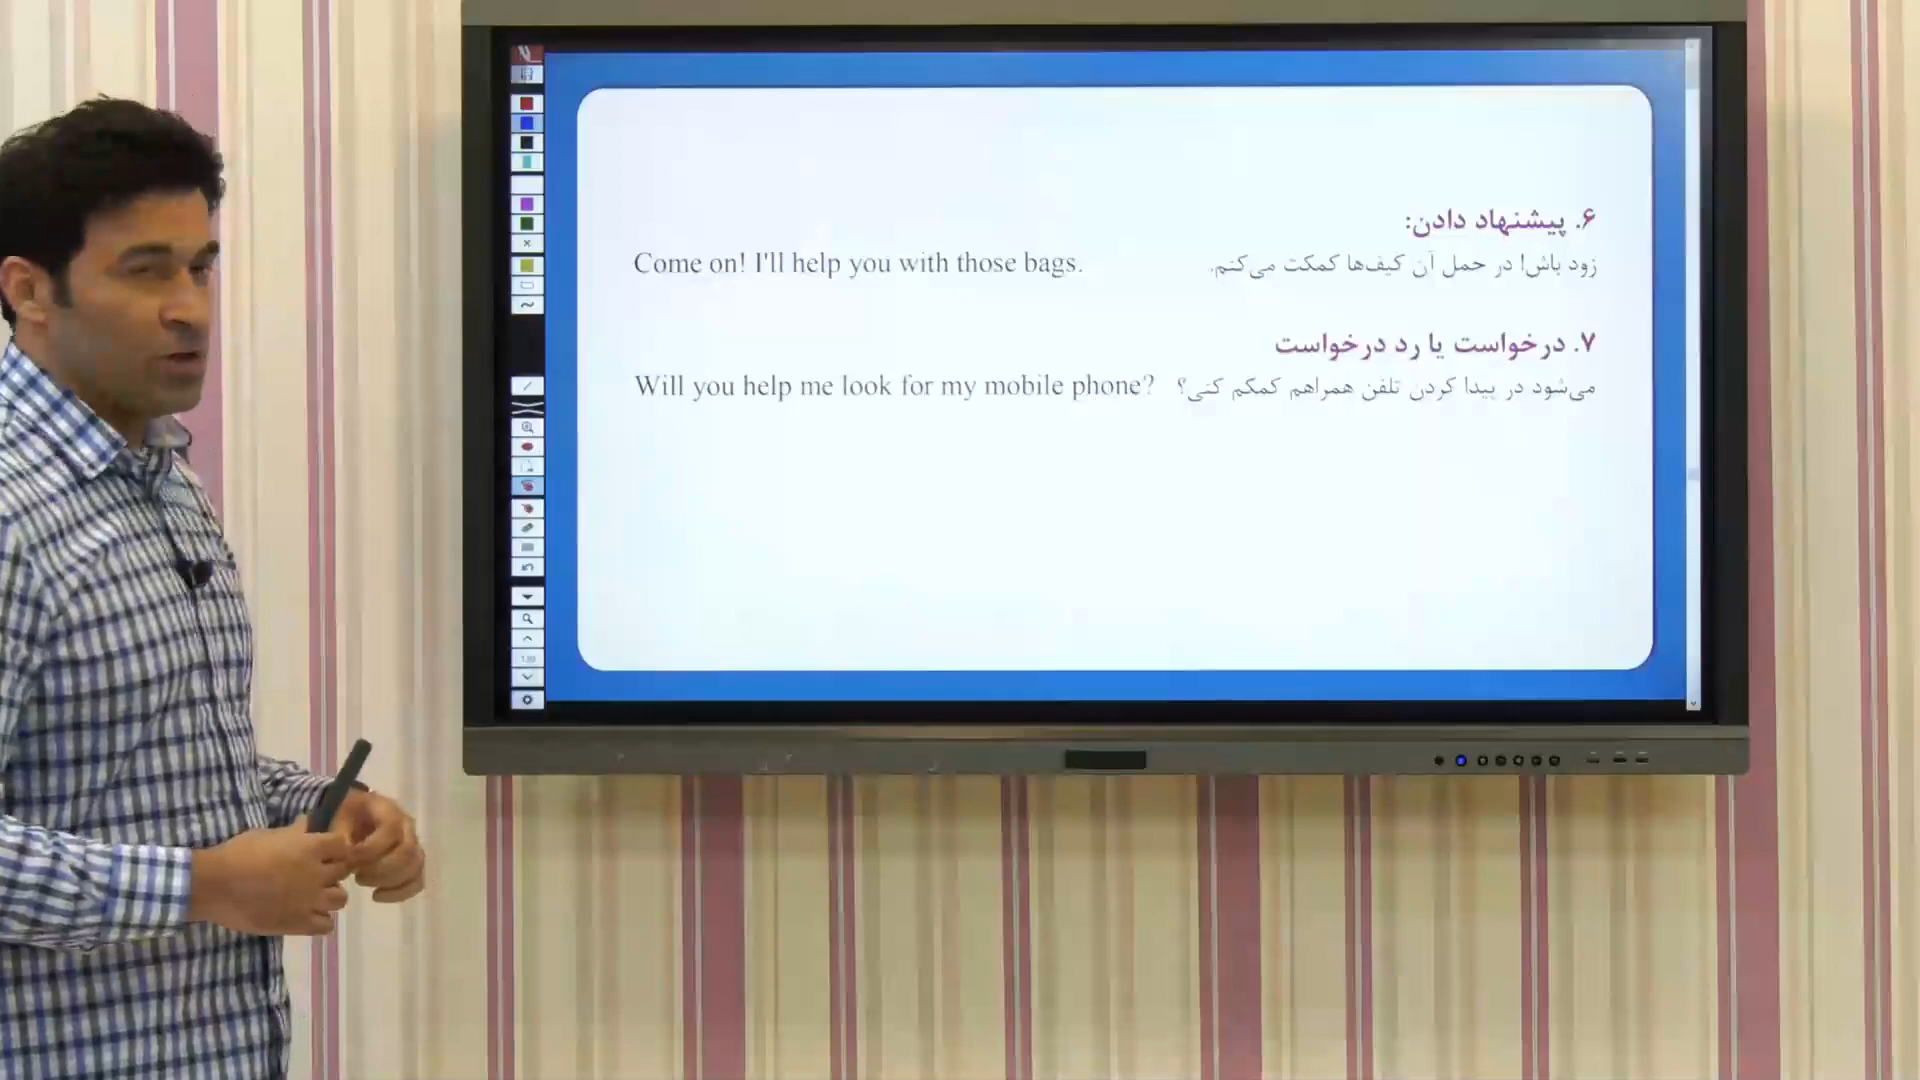 ۶. پیشنهاد دادن:
Come on! I'll help you with those bags. زود باش! در حمل آن کیف‌ها کمکت می‌کنم.
۷. درخواست یا رد درخواست
Will you help me look for my mobile phone? می‌شود در پیدا کردن تلفن همراهم کمکم کنی؟